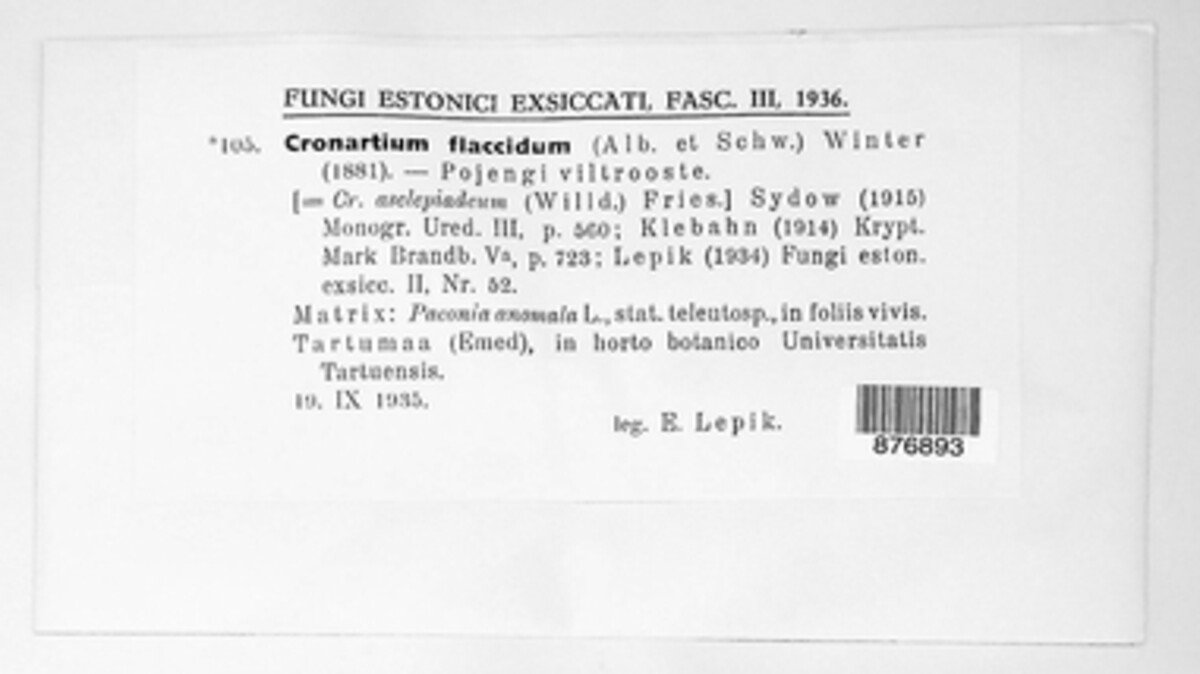 FUNGI ESTONICI EXSICCATI, FASC. III, 1936.
*105. Cronartium flaccidum (Alb. et Schw.) Winter
(1881). — Pojengi viltrooste.
[= Cr. asclepiadeum (Willd.) Fries.] Sydow (1915)
Monogr. Ured. III, p. 560; Klebahn (1914) Krypt.
Mark Brandb. Va, p. 723; Lepik (1934) Fungi eston.
exsicc. II, Nr. 52.
Matrix: Paeonia anomala L., stat. teleutosp., in foliis vivis.
Tartumaa (Emed), in horto botanico Universitatis
Tartuensis.
19. IX 1935.
leg. E. Lepik.
876893